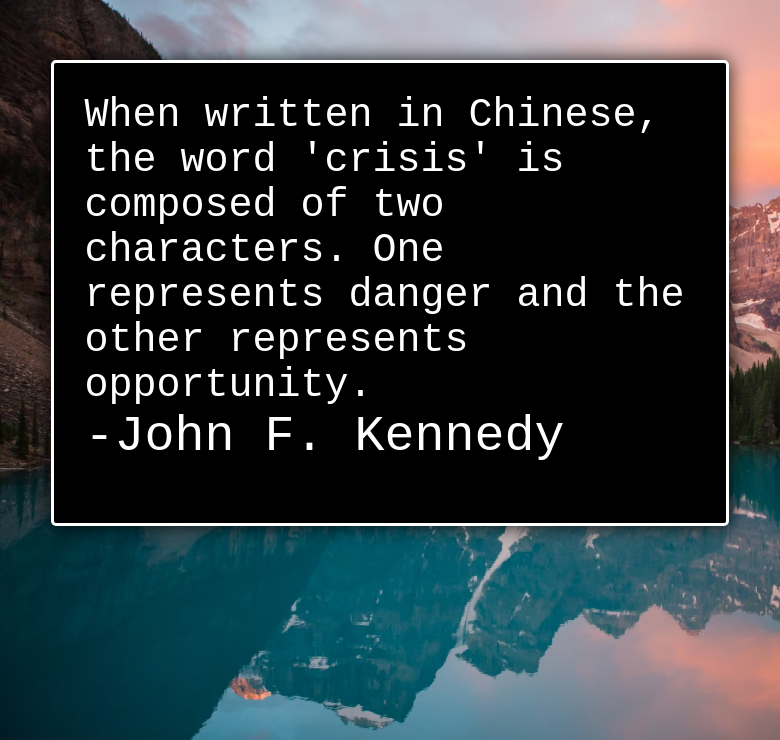 When written in Chinese,
the word 'crisis' is
composed of two
characters. One
represents danger and the
other represents
opportunity.
-John F. Kennedy